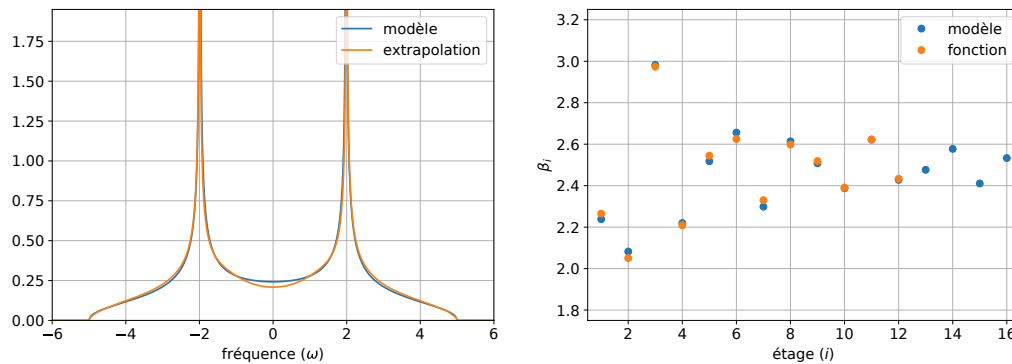 modèle
extrapolation
1.75
1.50
1.25
1.00
0.75
0.50
0.25
0.00
−6 −4 −2 0 2 4 6
fréquence (ω)
modèle
fonction
3.2
3.0
2.8
2.6
2.4
2.2
2.0
1.8
β_i
2 4 6 8 10 12 14 16
étage (i)